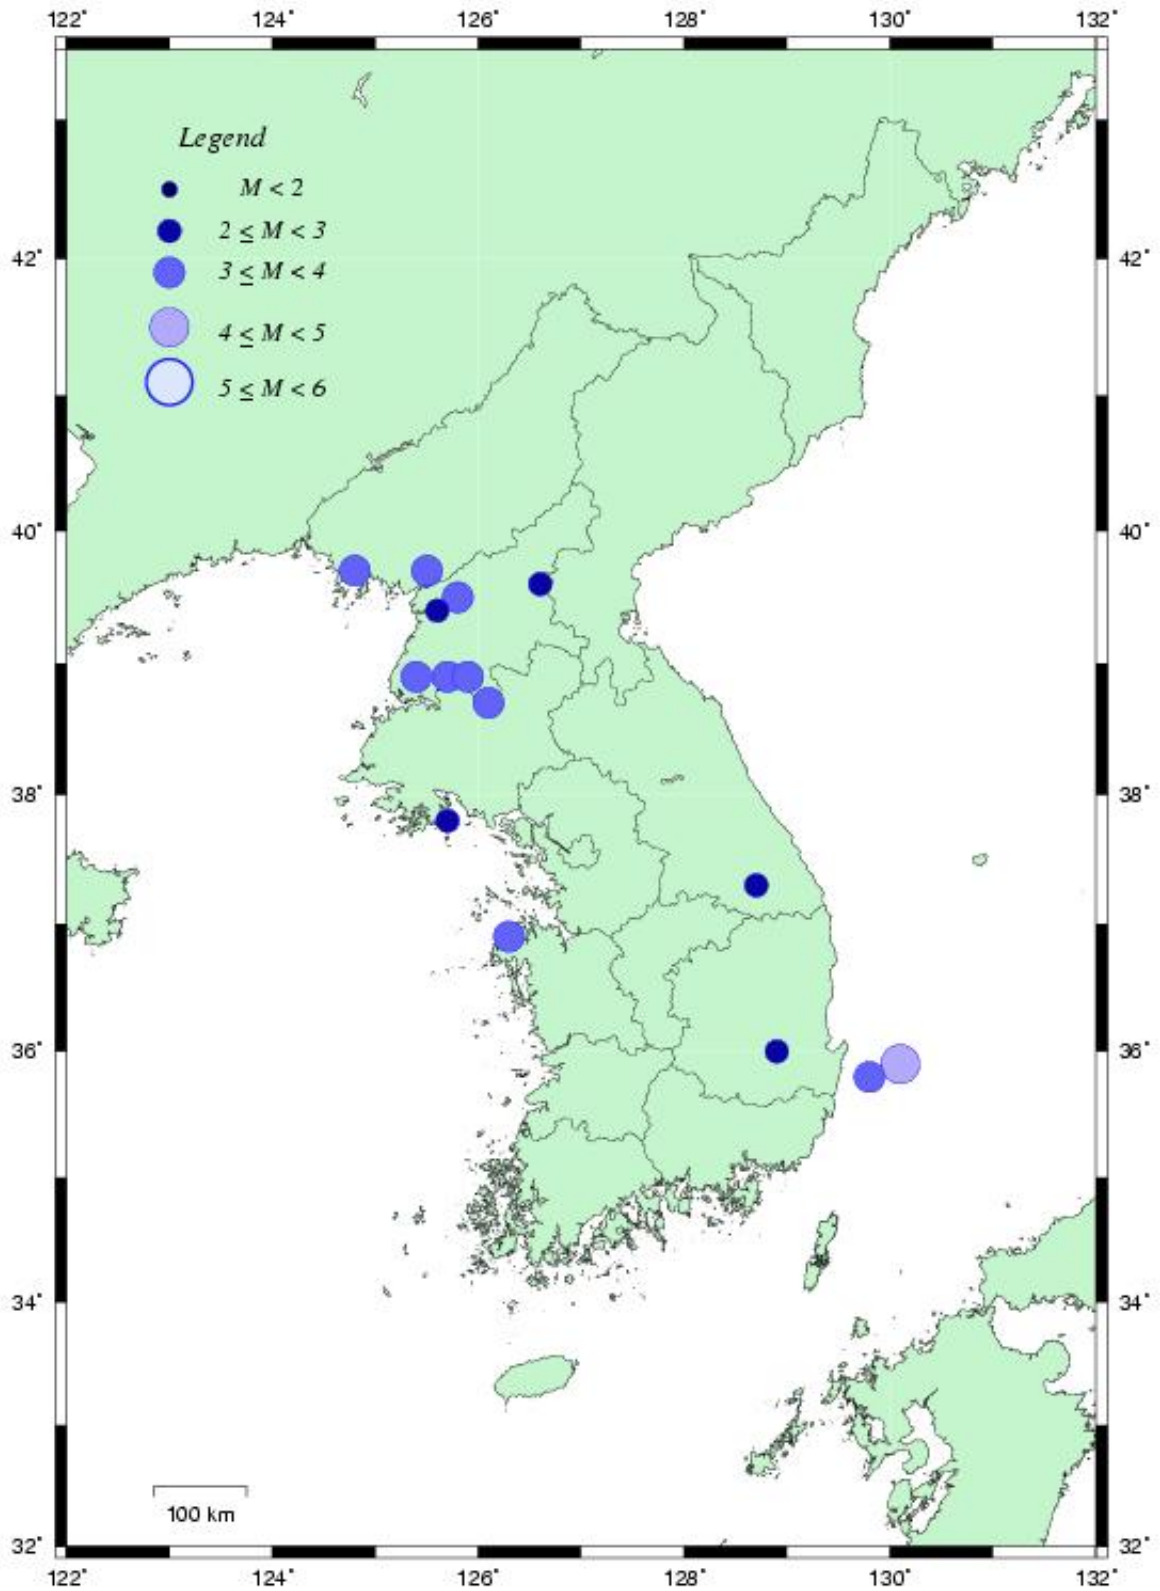 122˚ 124˚ 126˚ 128˚ 130˚ 132˚
Legend
M < 2
2 ≤ M < 3
42˚ 3 ≤ M < 4 42˚
4 ≤ M < 5
5 ≤ M < 6
40˚ 40˚
38˚ 38˚
36˚ 36˚
34˚ 34˚
100 km
32˚ 32˚
122˚ 124˚ 126˚ 128˚ 130˚ 132˚